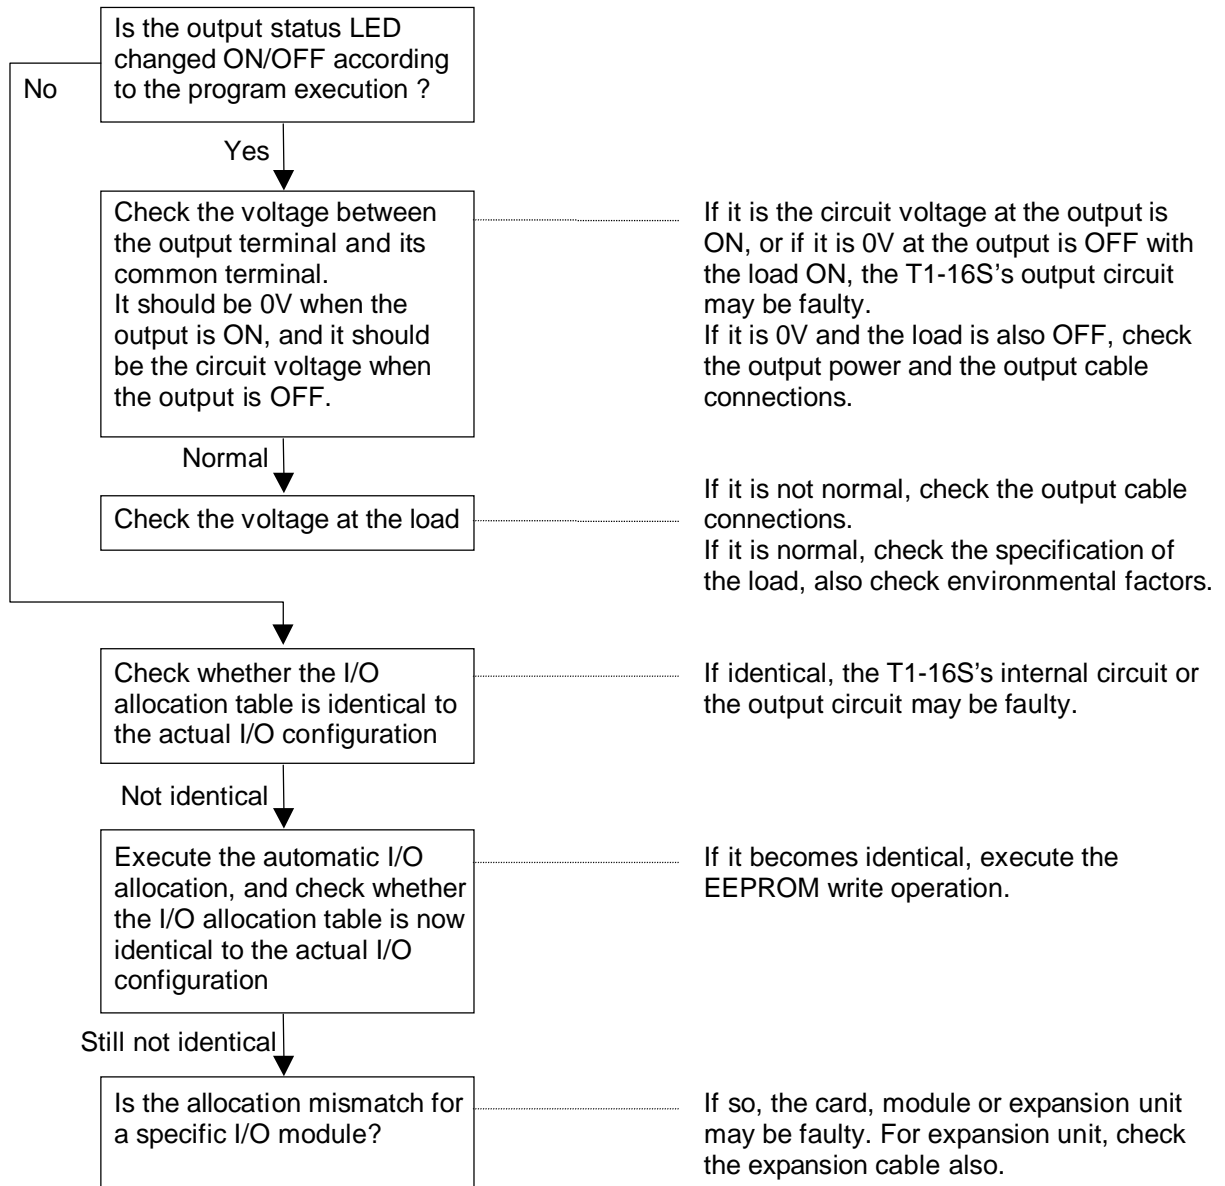 Is the output status LED
changed ON/OFF according
to the program execution ?
No
Yes
Check the voltage between
the output terminal and its
common terminal.
It should be 0V when the
output is ON, and it should
be the circuit voltage when
the output is OFF.
If it is the circuit voltage at the output is
ON, or if it is 0V at the output is OFF with
the load ON, the T1-16S’s output circuit
may be faulty.
If it is 0V and the load is also OFF, check
the output power and the output cable
connections.
Normal
Check the voltage at the load
If it is not normal, check the output cable
connections.
If it is normal, check the specification of
the load, also check environmental factors.
Check whether the I/O
allocation table is identical to
the actual I/O configuration
If identical, the T1-16S’s internal circuit or
the output circuit may be faulty.
Not identical
Execute the automatic I/O
allocation, and check whether
the I/O allocation table is now
identical to the actual I/O
configuration
If it becomes identical, execute the
EEPROM write operation.
Still not identical
Is the allocation mismatch for
a specific I/O module?
If so, the card, module or expansion unit
may be faulty. For expansion unit, check
the expansion cable also.